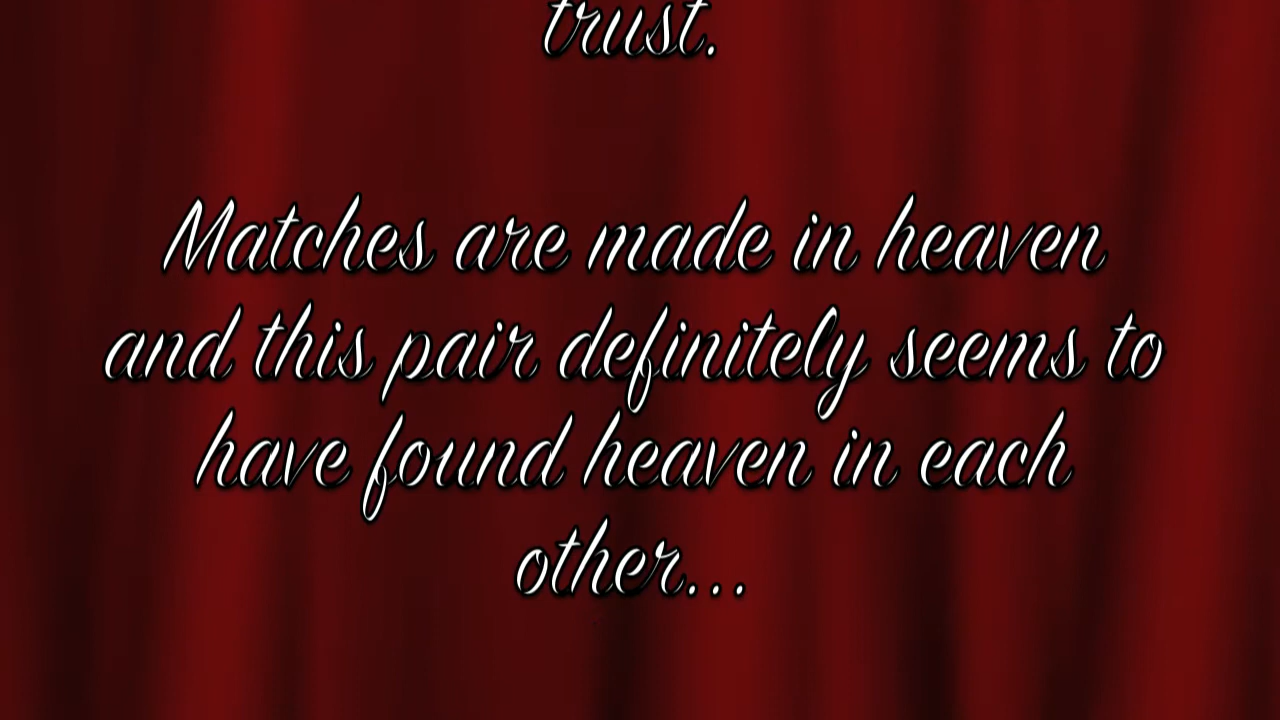 trust.
Matches are made in heaven
and this pair definitely seems to
have found heaven in each
other...